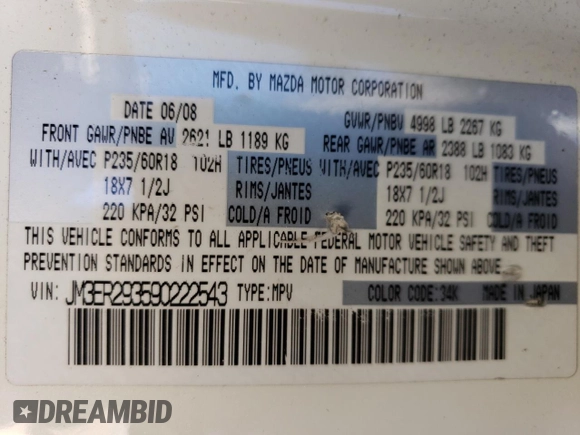 MFD. BY MAZDA MOTOR CORPORATION
DATE 06/08 GVWR/PNBV 4998 LB 2267 KG
FRONT GAWR/PNBE AV 2621 LB 1189 KG REAR GAWR/PNBE AR 2388 LB 1083 KG
WITH/AVEC P235/60R18 102H TIRES/PNEUS WITH/AVEC P235/60R18 102H TIRES/PNEUS
18X7 1/2J RIMS/JANTES 18X7 1/2J RIMS/JANTES
220 KPA/32 PSI COLD/A FROID 220 KPA/32 PSI COLD/A FROID
THIS VEHICLE CONFORMS TO ALL APPLICABLE FEDERAL MOTOR VEHICLE SAFETY AND THEFT
PREVENTION STANDARDS IN EFFECT ON THE DATE OF MANUFACTURE SHOWN ABOVE.
VIN: JM3ER293590222543 TYPE:MPV COLOR CODE:34K MADE IN JAPAN
DREAMBID